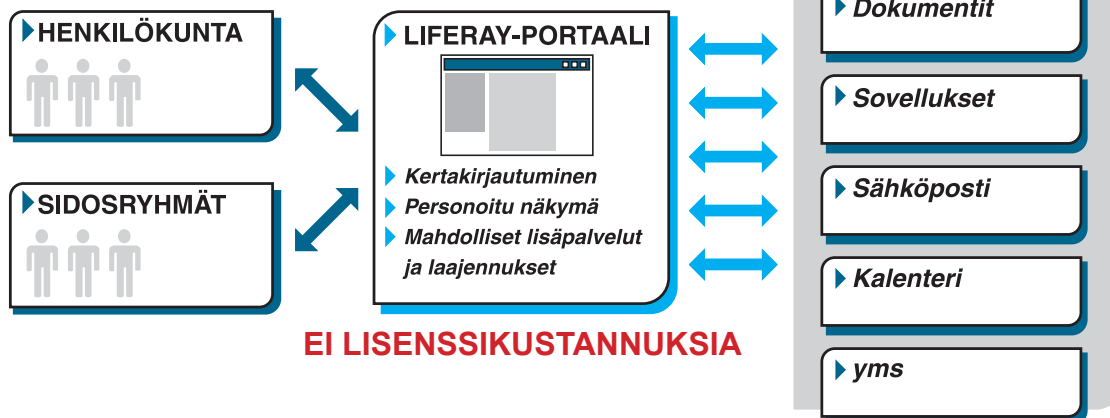 HENKILÖKUNTA
SIDOSRYHMÄT
LIFERAY-PORTAALI
Kertakirjautuminen
Personoitu näkymä
Mahdolliset lisäpalvelut
ja laajennukset
EI LISENSSIKUSTANNUKSIA
Dokumentit
Sovellukset
Sähköposti
Kalenteri
yms